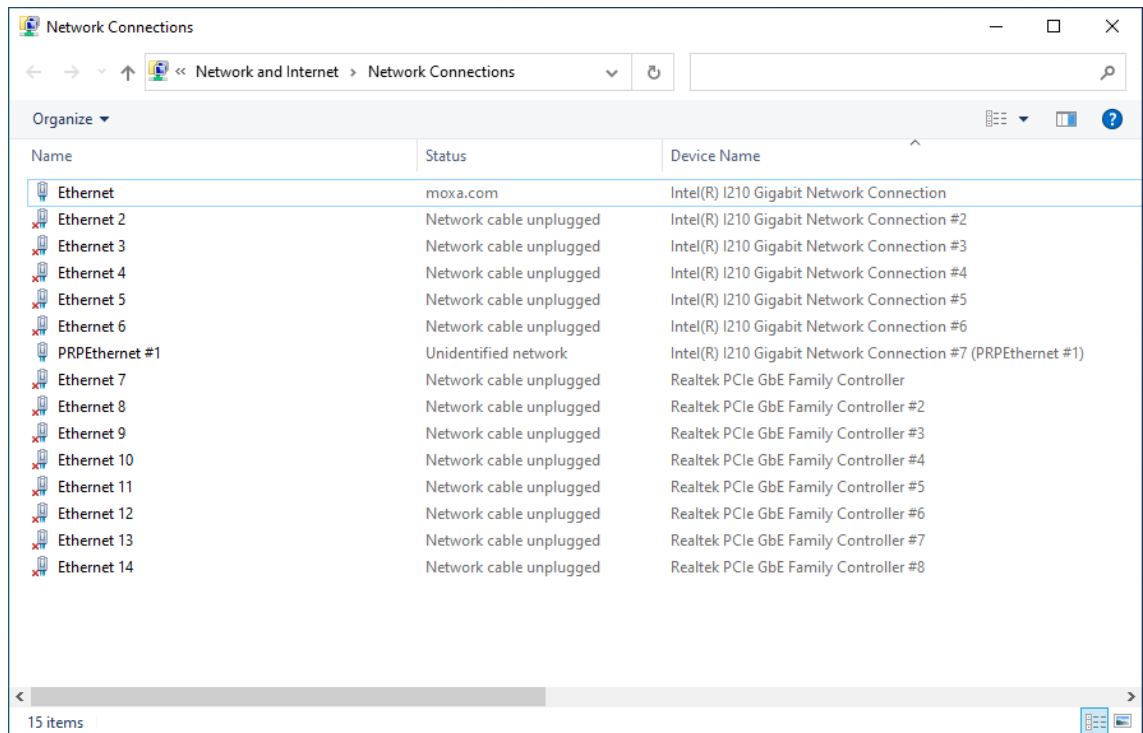 Network Connections
« Network and Internet > Network Connections
Organize
Name Status Device Name
Ethernet moxa.com Intel(R) I210 Gigabit Network Connection
Ethernet 2 Network cable unplugged Intel(R) I210 Gigabit Network Connection #2
Ethernet 3 Network cable unplugged Intel(R) I210 Gigabit Network Connection #3
Ethernet 4 Network cable unplugged Intel(R) I210 Gigabit Network Connection #4
Ethernet 5 Network cable unplugged Intel(R) I210 Gigabit Network Connection #5
Ethernet 6 Network cable unplugged Intel(R) I210 Gigabit Network Connection #6
PRPEthernet #1 Unidentified network Intel(R) I210 Gigabit Network Connection #7 (PRPEthernet #1)
Ethernet 7 Network cable unplugged Realtek PCIe GbE Family Controller
Ethernet 8 Network cable unplugged Realtek PCIe GbE Family Controller #2
Ethernet 9 Network cable unplugged Realtek PCIe GbE Family Controller #3
Ethernet 10 Network cable unplugged Realtek PCIe GbE Family Controller #4
Ethernet 11 Network cable unplugged Realtek PCIe GbE Family Controller #5
Ethernet 12 Network cable unplugged Realtek PCIe GbE Family Controller #6
Ethernet 13 Network cable unplugged Realtek PCIe GbE Family Controller #7
Ethernet 14 Network cable unplugged Realtek PCIe GbE Family Controller #8
15 items